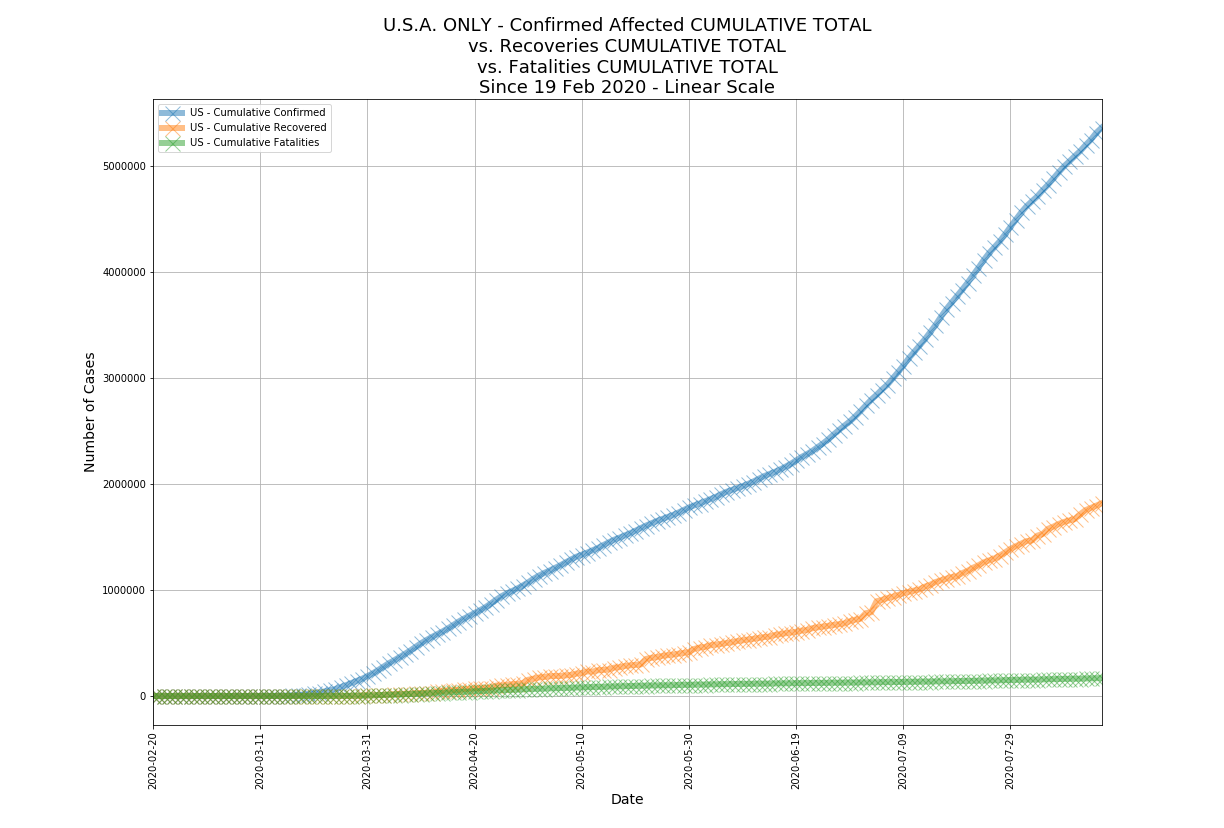 U.S.A. ONLY - Confirmed Affected CUMULATIVE TOTAL
vs. Recoveries CUMULATIVE TOTAL
vs. Fatalities CUMULATIVE TOTAL
Since 19 Feb 2020 - Linear Scale
US - Cumulative Confirmed
US - Cumulative Recovered
US - Cumulative Fatalities
Number of Cases
5000000
4000000
3000000
2000000
1000000
0
2020-02-20
2020-03-11
2020-03-31
2020-04-20
2020-05-10
2020-05-30
2020-06-19
2020-07-09
2020-07-29
Date